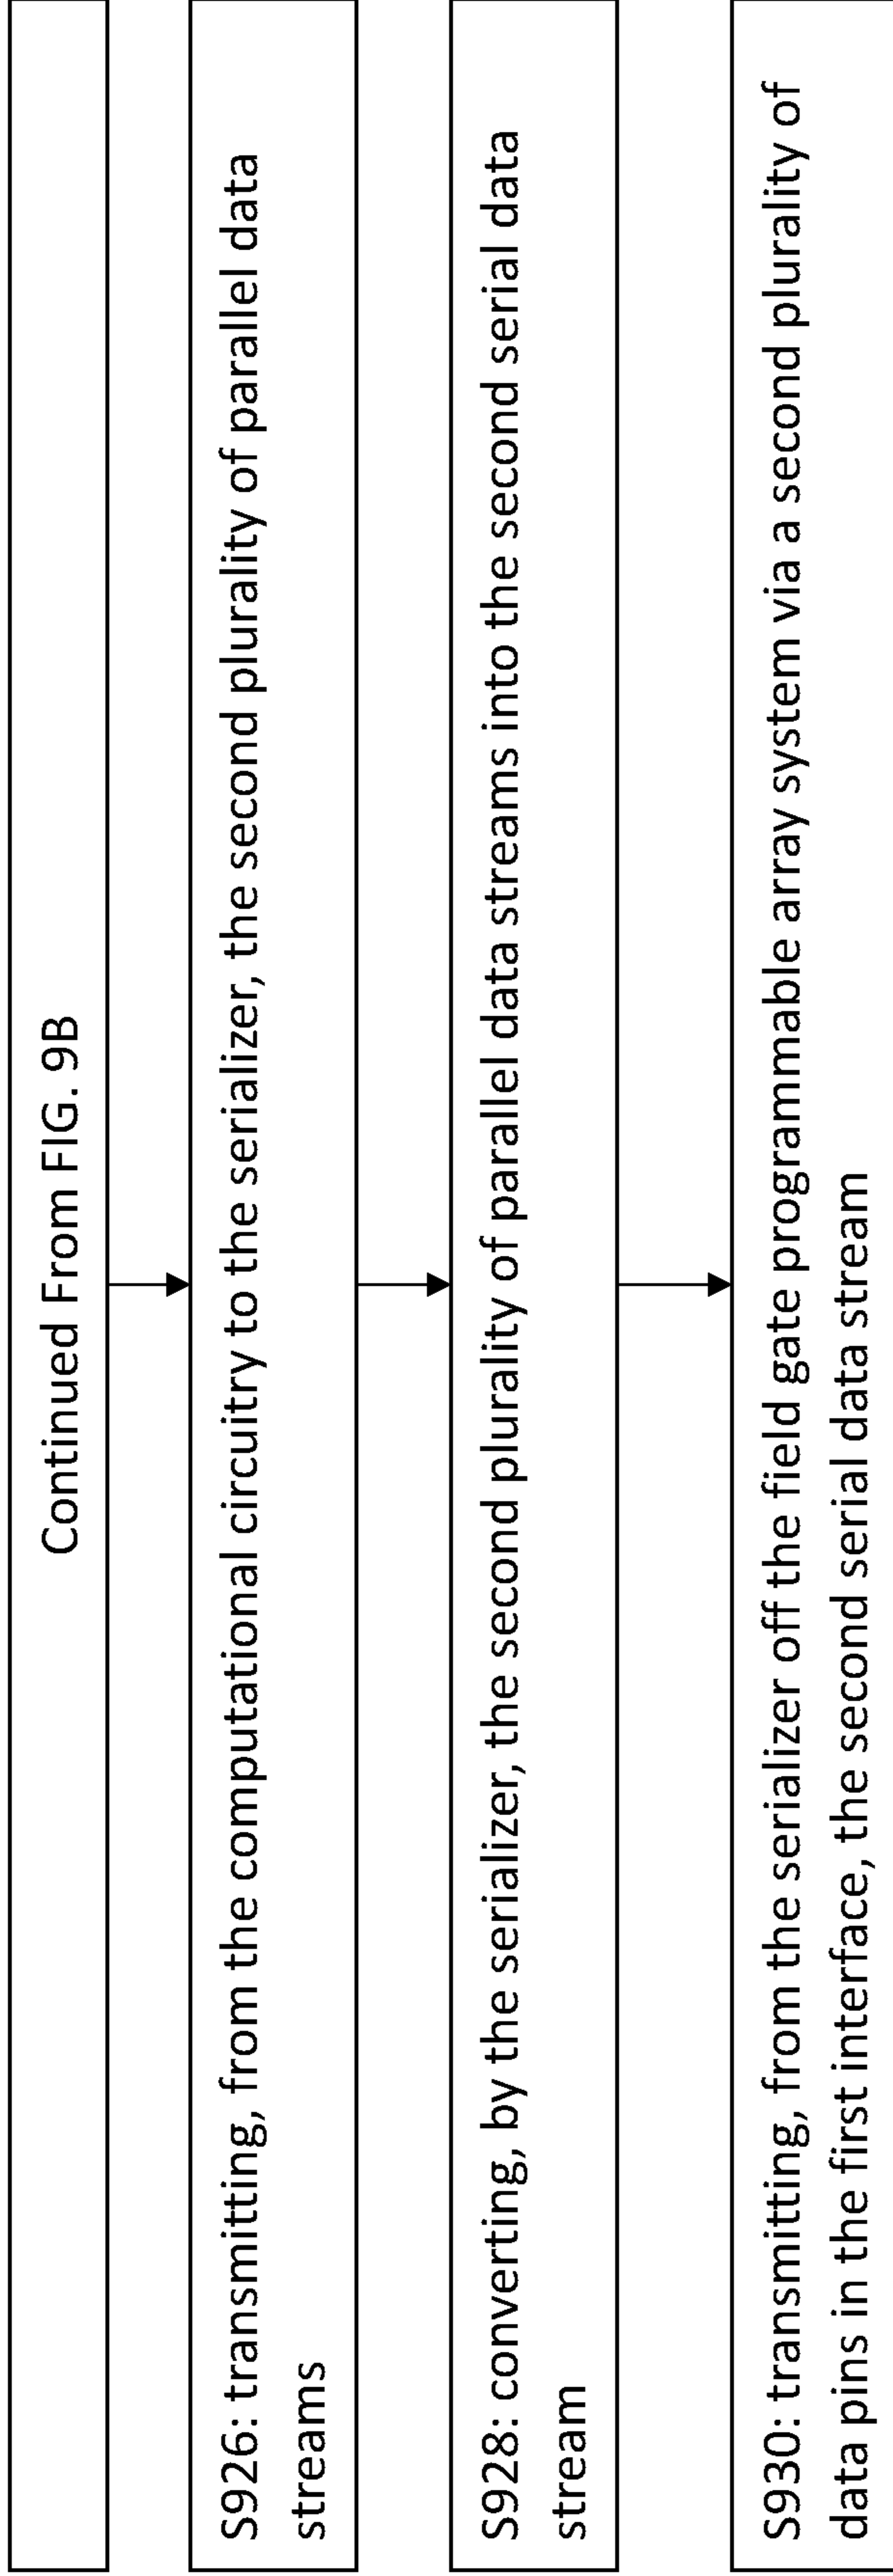 Continued From FIG. 9B
S926: transmitting, from the computational circuitry to the serializer, the second plurality of parallel data
streams
S928: converting, by the serializer, the second plurality of parallel data streams into the second serial data
stream
S930: transmitting, from the serializer off the field gate programmable array system via a second plurality of
data pins in the first interface, the second serial data stream